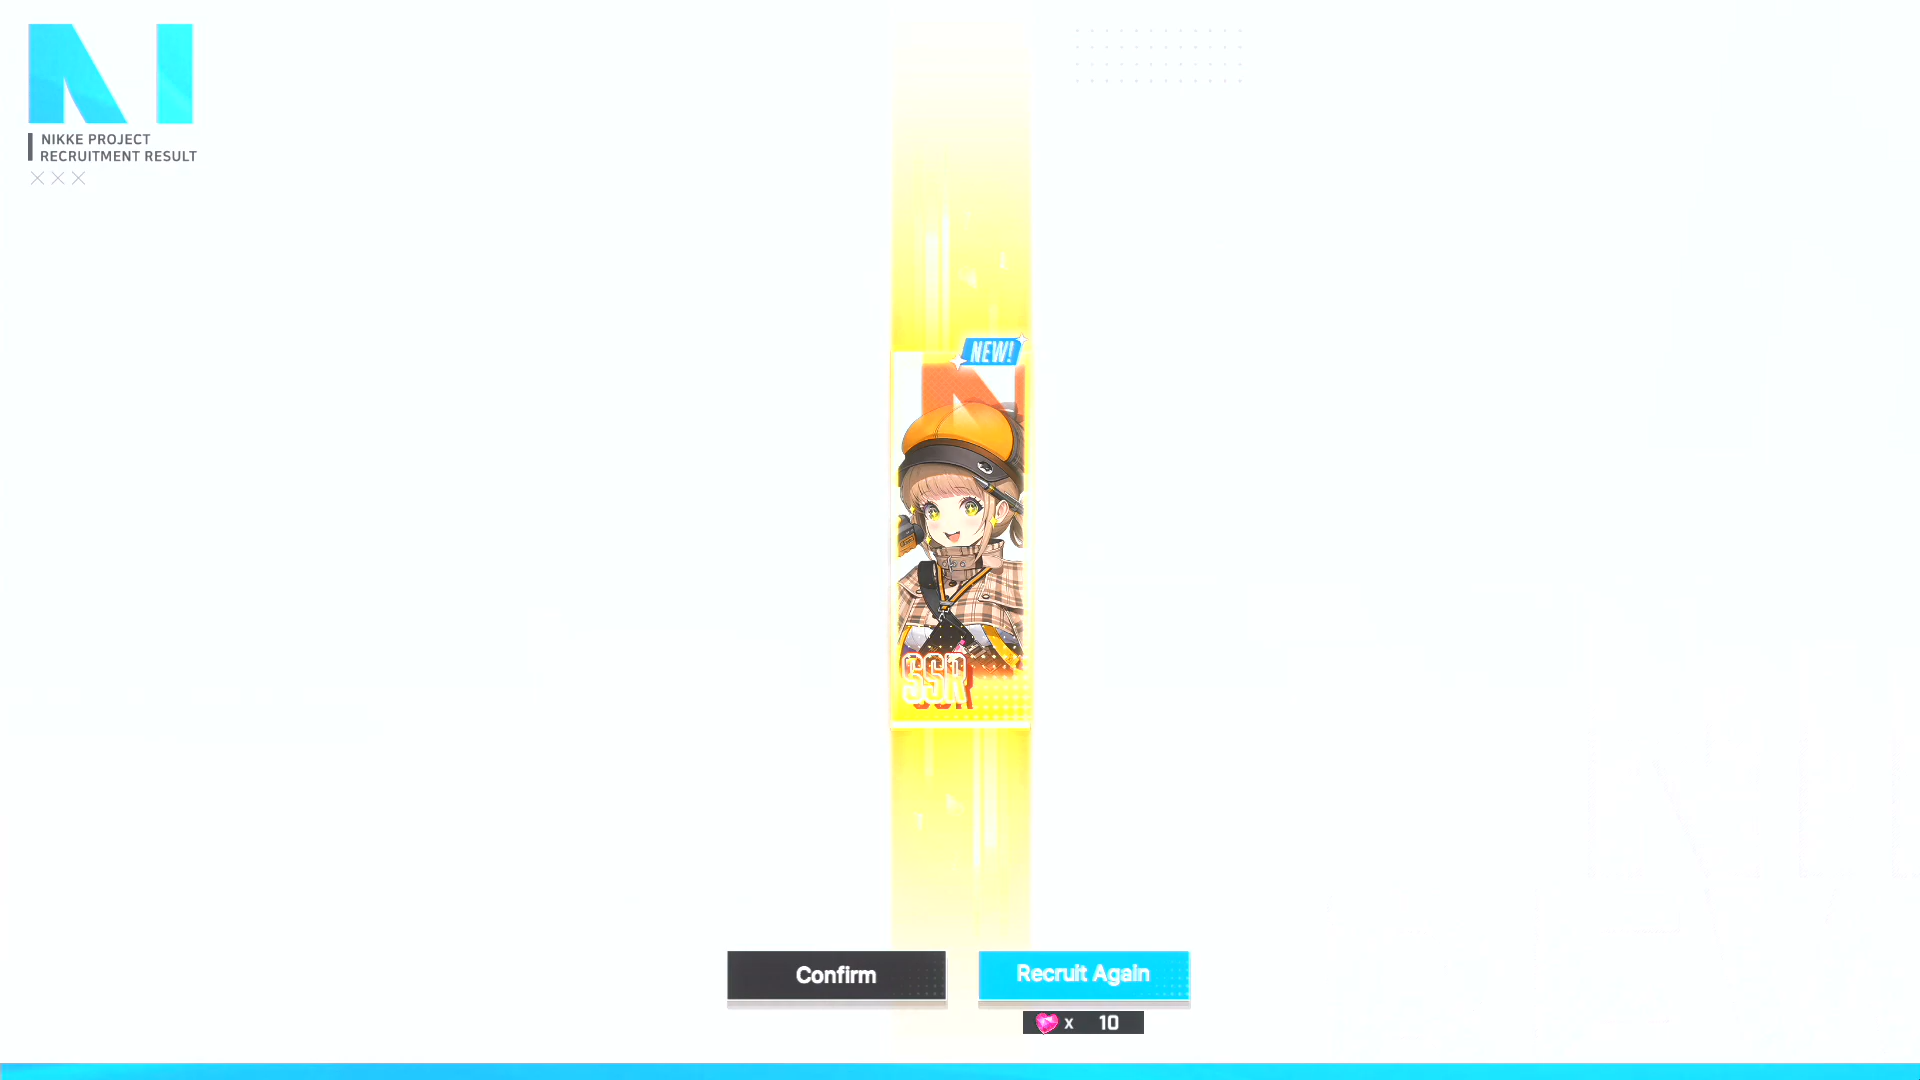 NIKKE PROJECT
RECRUITMENT RESULT
NEW!
SSR
Confirm
Recruit Again
x 10